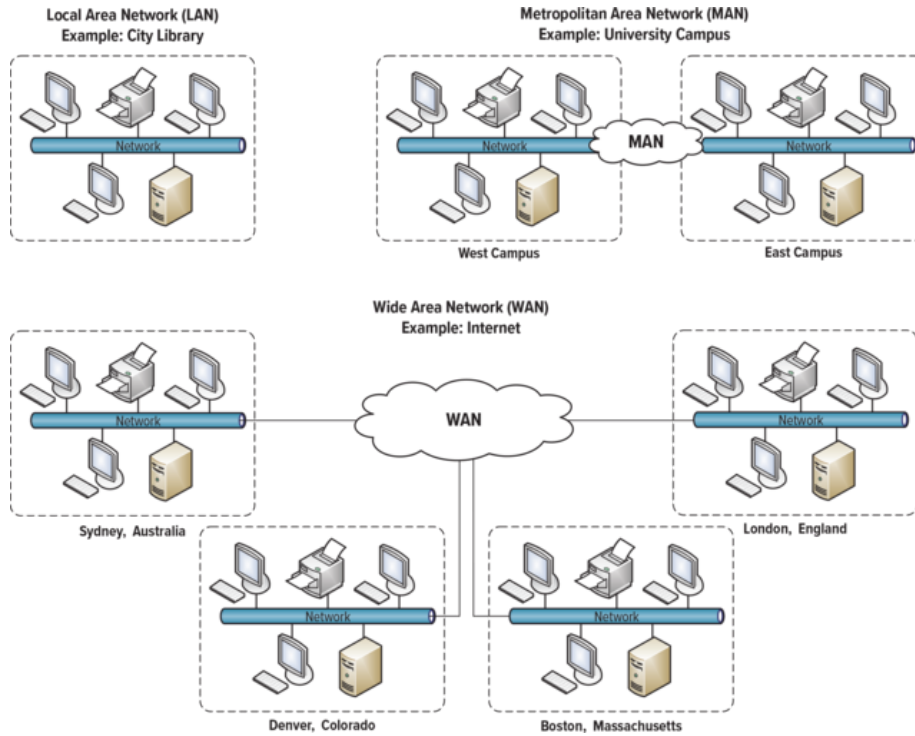 Local Area Network (LAN)
Example: City Library
Network
Metropolitan Area Network (MAN)
Example: University Campus
Network
MAN
Network
West Campus
East Campus
Wide Area Network (WAN)
Example: Internet
Network
WAN
Network
Sydney, Australia
London, England
Network
Network
Denver, Colorado
Boston, Massachusetts